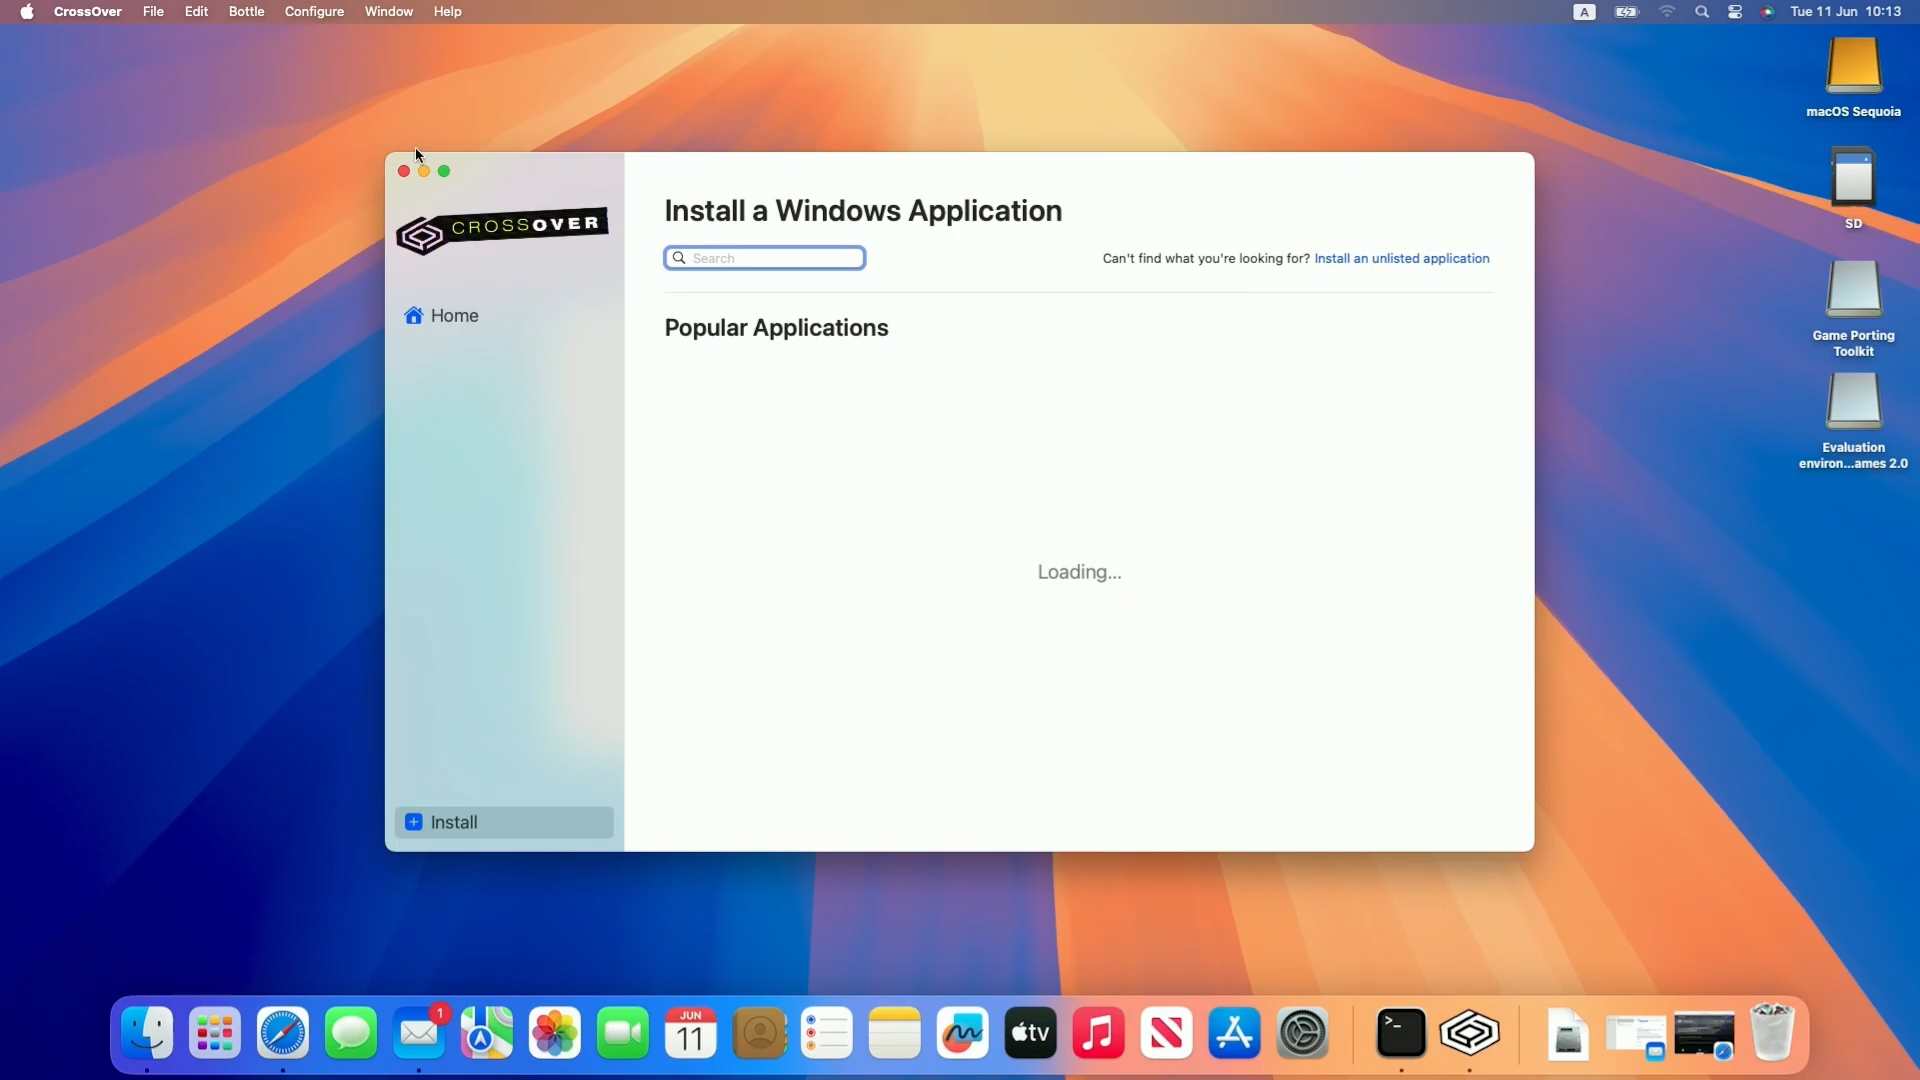 CrossOver File Edit Bottle Configure Window Help
A Tue 11 Jun 10:13
macOS Sequoia
SD
Game Porting
Toolkit
Evaluation
environ...ames 2.0
CROSSOVER
Home
Install
Install a Windows Application
Search
Can't find what you're looking for? Install an unlisted application
Popular Applications
Loading...
1
JUN
11
tv
>_